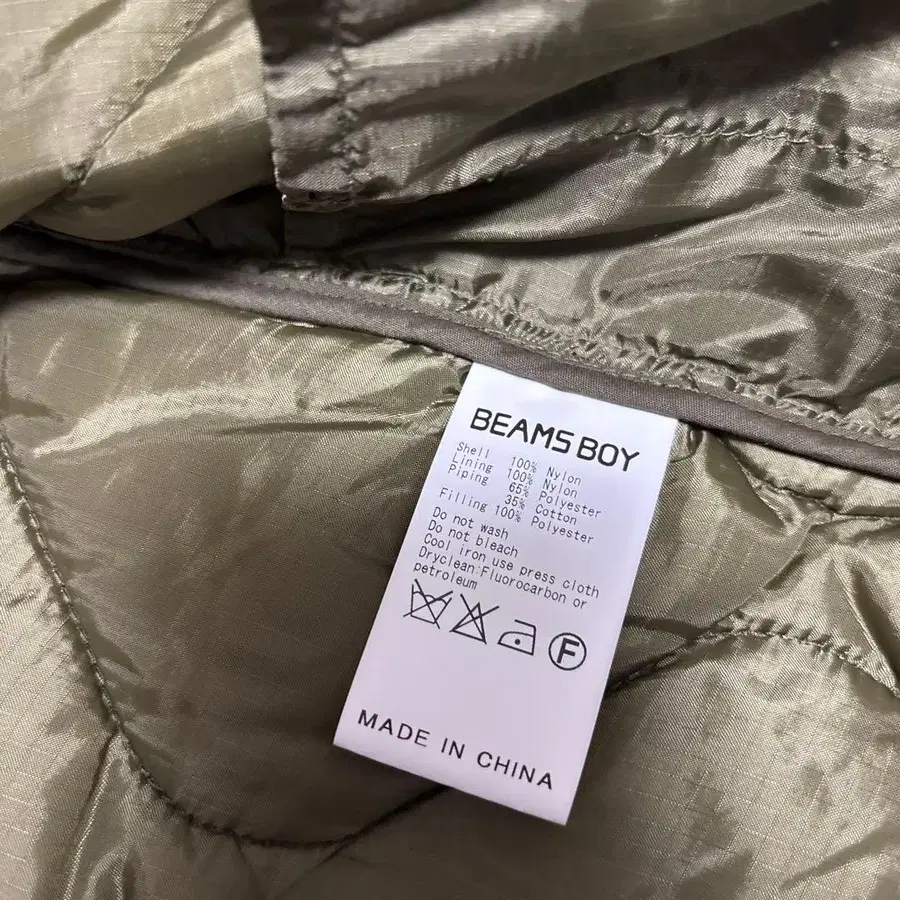 BEAMS BOY
Shell 100% Nylon
Lining 100% Nylon
Piping 65% Polyester
35% Cotton
Filling 100% Polyester
Do not wash
Do not bleach
Cool iron use press cloth
Dryclean:Fluorocarbon or
petroleum
F
MADE IN CHINA